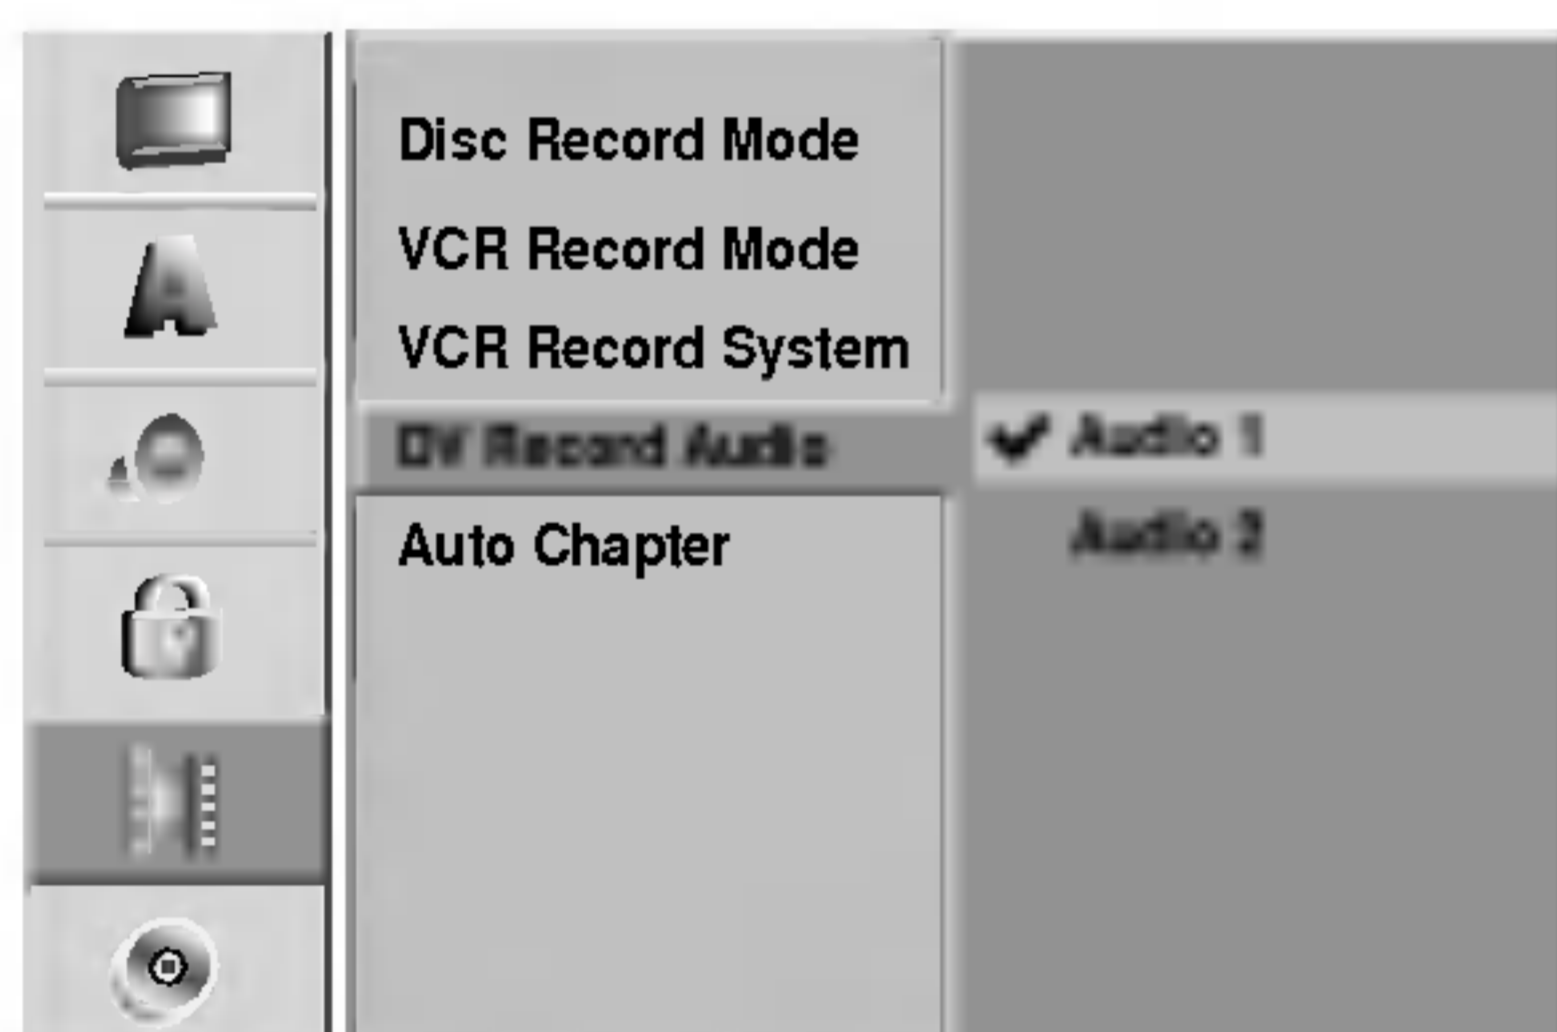 Disc Record Mode
VCR Record Mode
VCR Record System
DV Record Audio
Audio 1
Audio 2
Auto Chapter